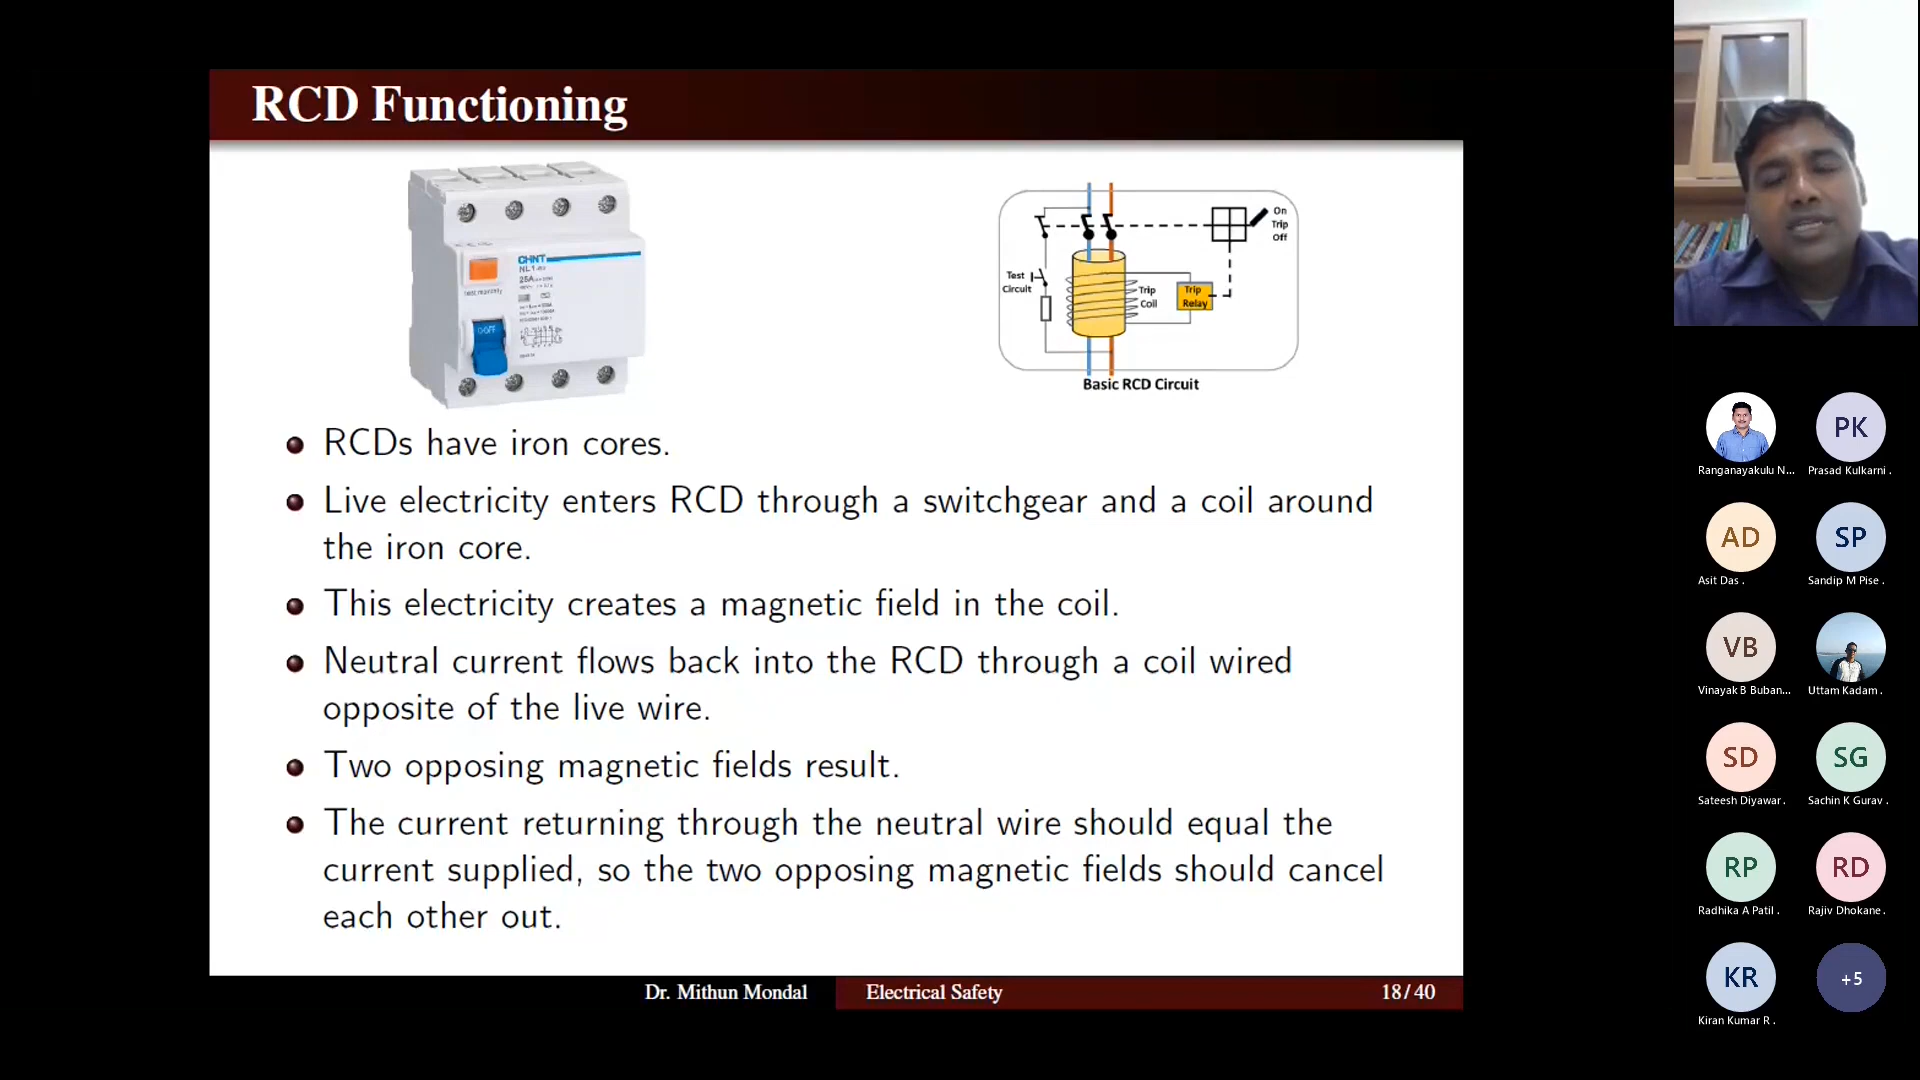 RCD Functioning
CHNT
NL1
25A
test monthly
0-OFF
On
Trip
Off
Test
Circuit
Trip
Coil
Trip
Relay
Basic RCD Circuit
RCDs have iron cores.
Live electricity enters RCD through a switchgear and a coil around
the iron core.
This electricity creates a magnetic field in the coil.
Neutral current flows back into the RCD through a coil wired
opposite of the live wire.
Two opposing magnetic fields result.
The current returning through the neutral wire should equal the
current supplied, so the two opposing magnetic fields should cancel
each other out.
Dr. Mithun Mondal
Electrical Safety
18/40
Ranganayakulu N...
PK
Prasad Kulkarni .
AD
Asit Das .
SP
Sandip M Pise .
VB
Vinayak B Buban...
Uttam Kadam .
SD
Sateesh Diyawar .
SG
Sachin K Gurav .
RP
Radhika A Patil .
RD
Rajiv Dhokane .
KR
Kiran Kumar R .
+5